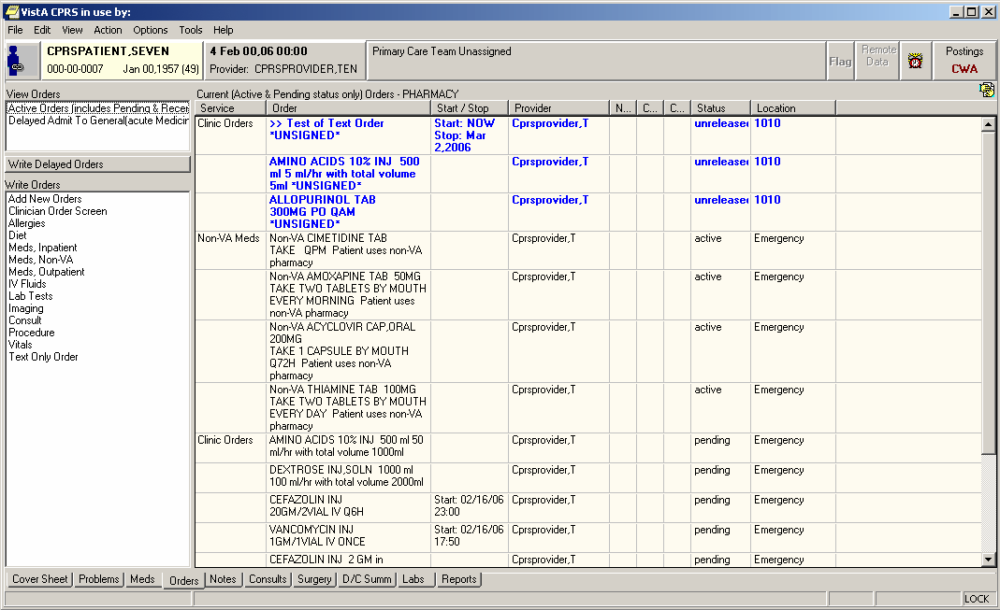 VistA CPRS in use by:
File Edit View Action Options Tools Help
CPRSPATIENT,SEVEN
000-00-0007 Jan 00,1957 (49)
4 Feb 00,06 00:00
Provider: CPRSPROVIDER,TEN
Primary Care Team Unassigned
Flag
Remote
Data
Postings
CWA
View Orders
Active Orders (includes Pending & Recen
Delayed Admit To General(acute Medicin
Write Delayed Orders
Write Orders
Add New Orders
Clinician Order Screen
Allergies
Diet
Meds, Inpatient
Meds, Non-VA
Meds, Outpatient
IV Fluids
Lab Tests
Imaging
Consult
Procedure
Vitals
Text Only Order
Current (Active & Pending status only) Orders - PHARMACY
Service Order Start / Stop Provider N... C... C... Status Location
Clinic Orders >> Test of Text Order Start: NOW Cprsprovider,T unreleased 1010
*UNSIGNED* Stop: Mar
2,2006
AMINO ACIDS 10% INJ 500 Cprsprovider,T unreleased 1010
ml 5 ml/hr with total volume
5ml *UNSIGNED*
ALLOPURINOL TAB Cprsprovider,T unreleased 1010
300MG PO QAM
*UNSIGNED*
Non-VA Meds Non-VA CIMETIDINE TAB Cprsprovider,T active Emergency
TAKE QPM Patient uses non-VA
pharmacy
Non-VA AMOXAPINE TAB 50MG Cprsprovider,T active Emergency
TAKE TWO TABLETS BY MOUTH
EVERY MORNING Patient uses
non-VA pharmacy
Non-VA ACYCLOVIR CAP,ORAL Cprsprovider,T active Emergency
200MG
TAKE 1 CAPSULE BY MOUTH
Q72H Patient uses non-VA
pharmacy
Non-VA THIAMINE TAB 100MG Cprsprovider,T active Emergency
TAKE TWO TABLETS BY MOUTH
EVERY DAY Patient uses non-VA
pharmacy
Clinic Orders AMINO ACIDS 10% INJ 500 ml 50 Cprsprovider,T pending Emergency
ml/hr with total volume 1000ml
DEXTROSE INJ,SOLN 1000 ml Cprsprovider,T pending Emergency
100 ml/hr with total volume 2000ml
CEFAZOLIN INJ Start: 02/16/06 Cprsprovider,T pending Emergency
20GM/2VIAL IV Q6H 23:00
VANCOMYCIN INJ Start: 02/16/06 Cprsprovider,T pending Emergency
1GM/1VIAL IV ONCE 17:50
CEFAZOLIN INJ 2 GM in Cprsprovider,T pending Emergency
Cover Sheet Problems Meds Orders Notes Consults Surgery D/C Summ Labs Reports
LOCK